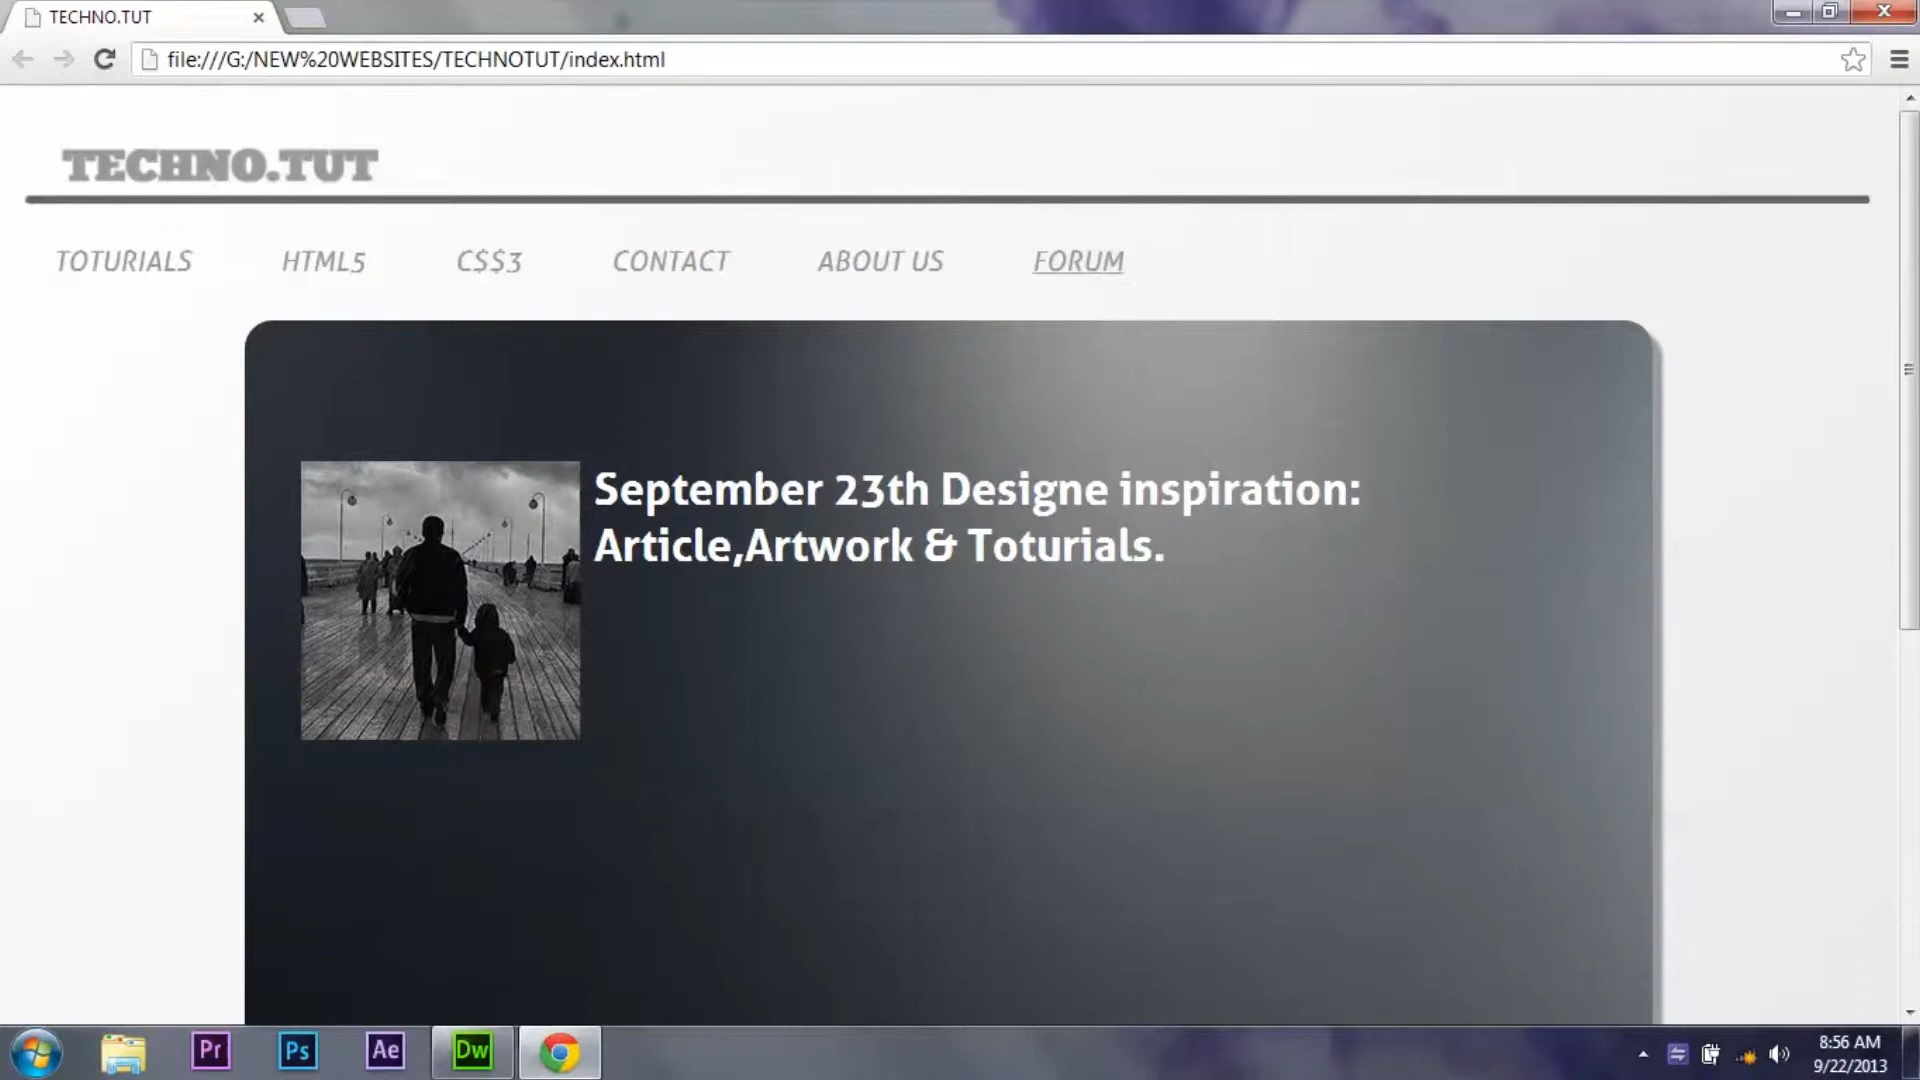 TECHNO.TUT
file:///G:/NEW%20WEBSITES/TECHNOTUT/index.html
TECHNO.TUT
TOTURIALS HTML5 C$$3 CONTACT ABOUT US FORUM
September 23th Designe inspiration:
Article,Artwork & Toturials.
Pr Ps Ae Dw
8:56 AM
9/22/2013